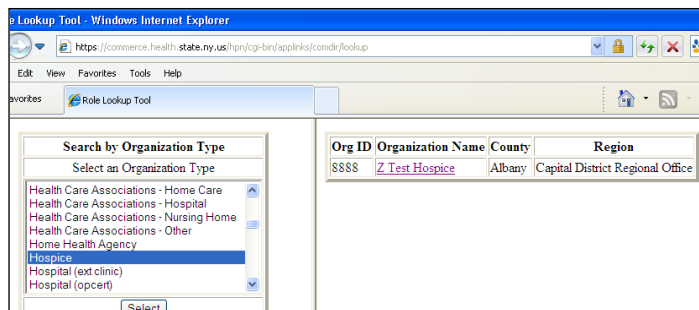 e Lookup Tool - Windows Internet Explorer
https://commerce.health.state.ny.us/hpn/cgi-bin/applinks/comdir/lookup
Edit View Favorites Tools Help
avorites Role Lookup Tool
Search by Organization Type
Select an Organization Type
Health Care Associations - Home Care
Health Care Associations - Hospital
Health Care Associations - Nursing Home
Health Care Associations - Other
Home Health Agency
Hospice
Hospital (ext clinic)
Hospital (opcert)
Select
Org ID Organization Name County Region
8888 Z Test Hospice Albany Capital District Regional Office